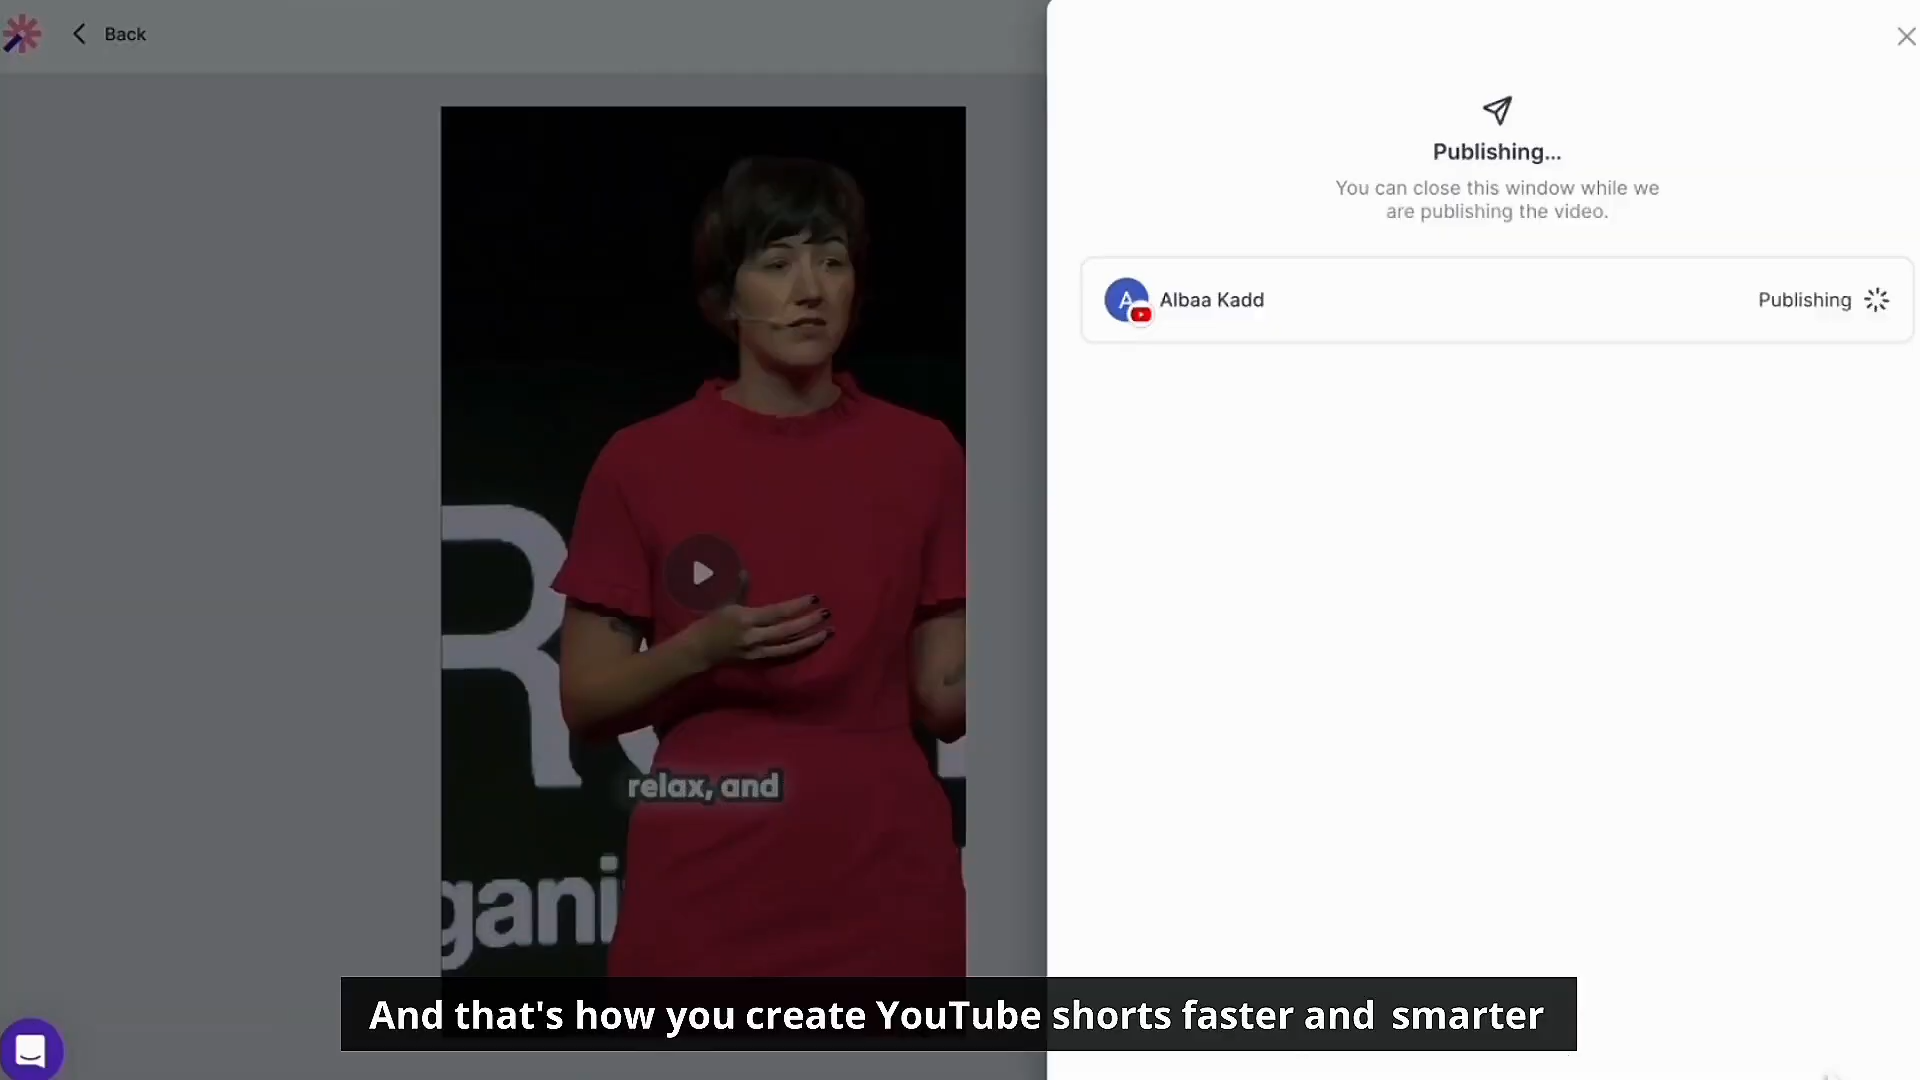 Back
Publishing...
You can close this window while we
are publishing the video.
A
Albaa Kadd
Publishing
R
relax, and
gani
And that's how you create YouTube shorts faster and smarter